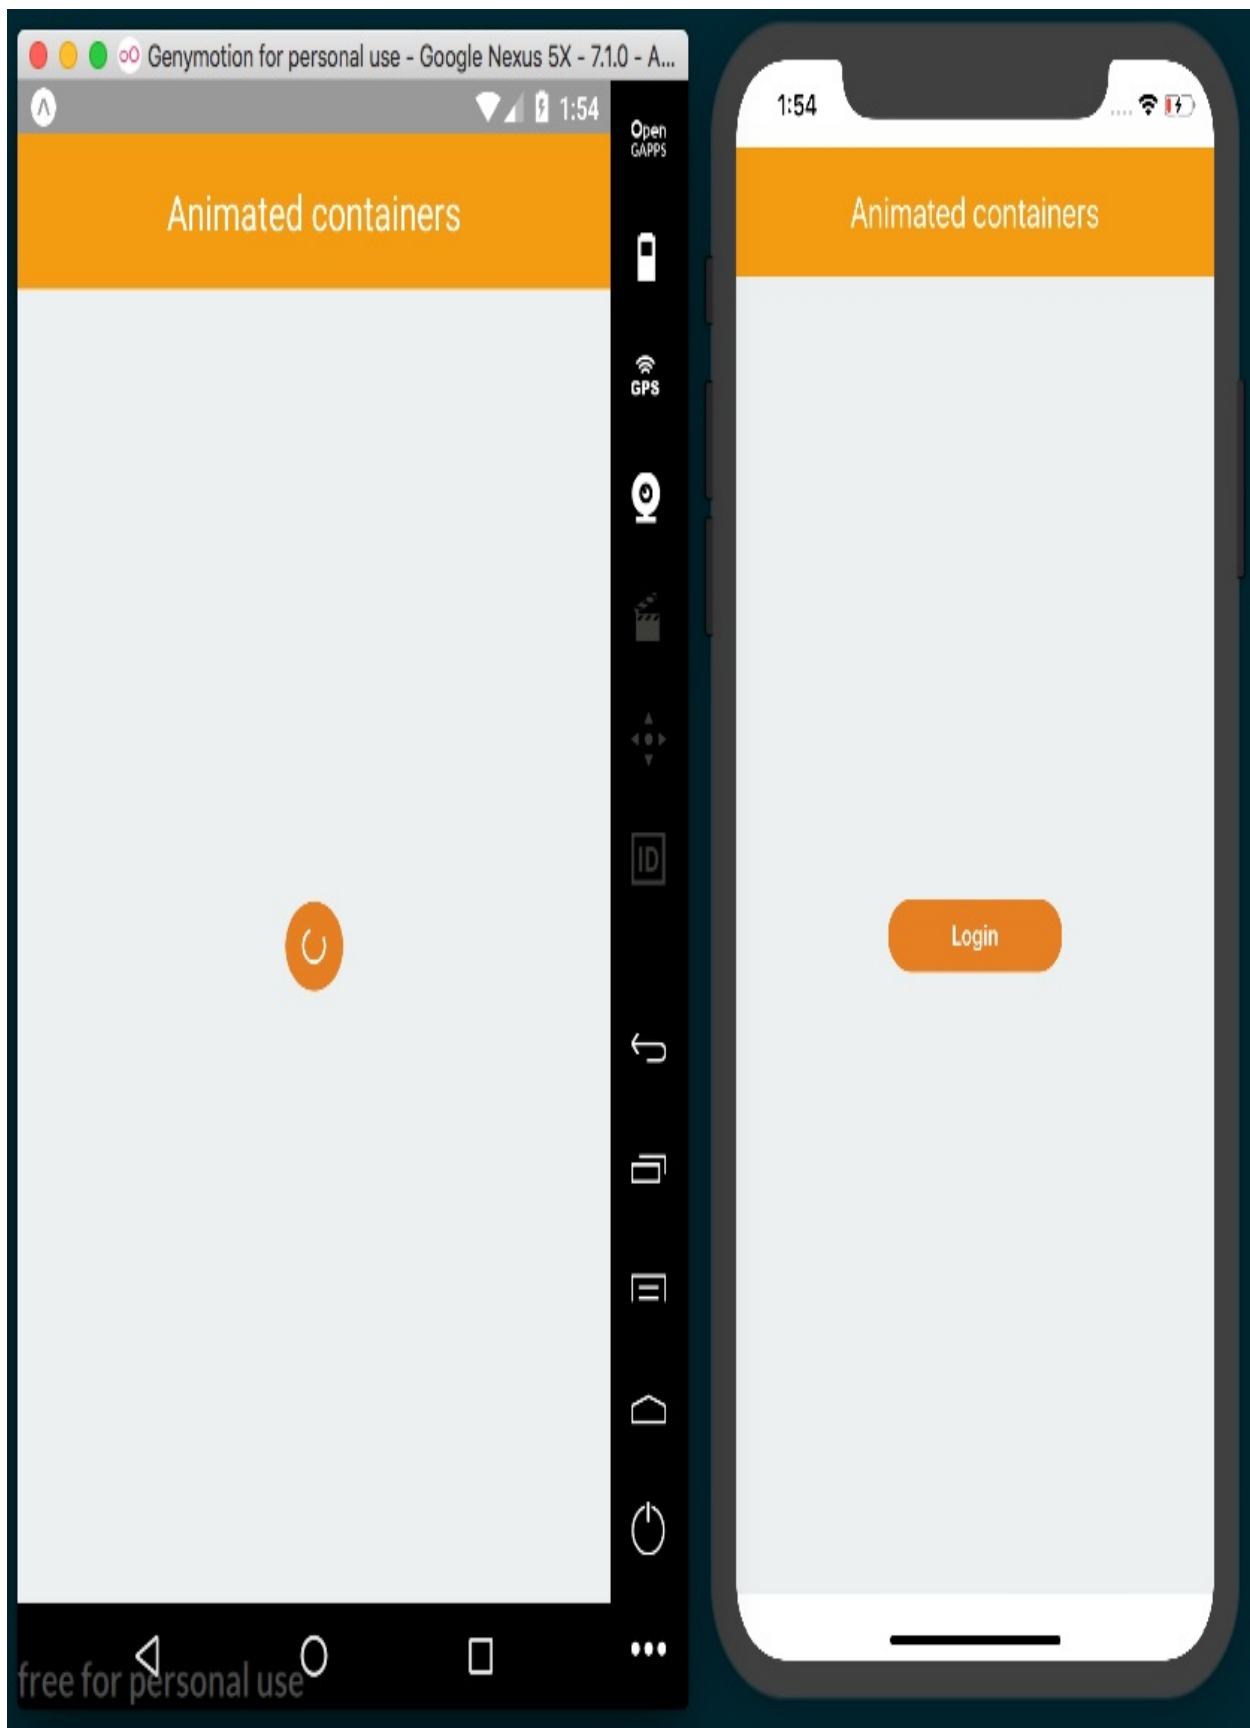 Genymotion for personal use - Google Nexus 5X - 7.1.0 - A...
1:54
Open
GAPPS
Animated containers
GPS
ID
free for personal use
1:54
Animated containers
Login